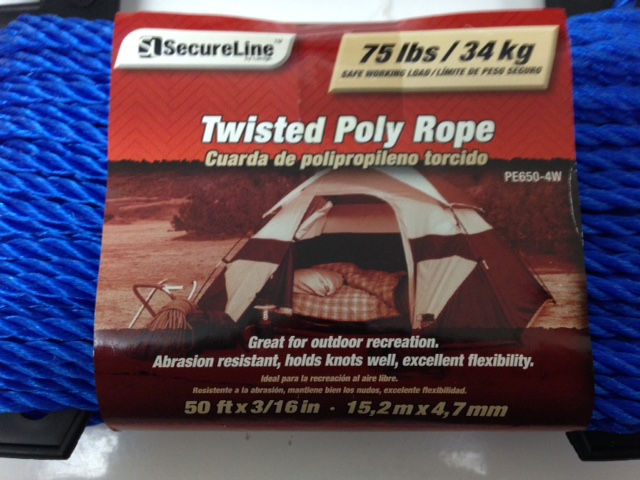 SL SecureLine™
75 lbs / 34 kg
SAFE WORKING LOAD / LÍMITE DE PESO SEGURO
Twisted Poly Rope
Cuarda de polipropileno torcido
PE650-4W
Great for outdoor recreation.
Abrasion resistant, holds knots well, excellent flexibility.
Ideal para la recreación al aire libre.
Resistente a la abrasión, mantiene bien los nudos, excelente flexibilidad.
50 ft x 3/16 in · 15,2 m x 4,7 mm